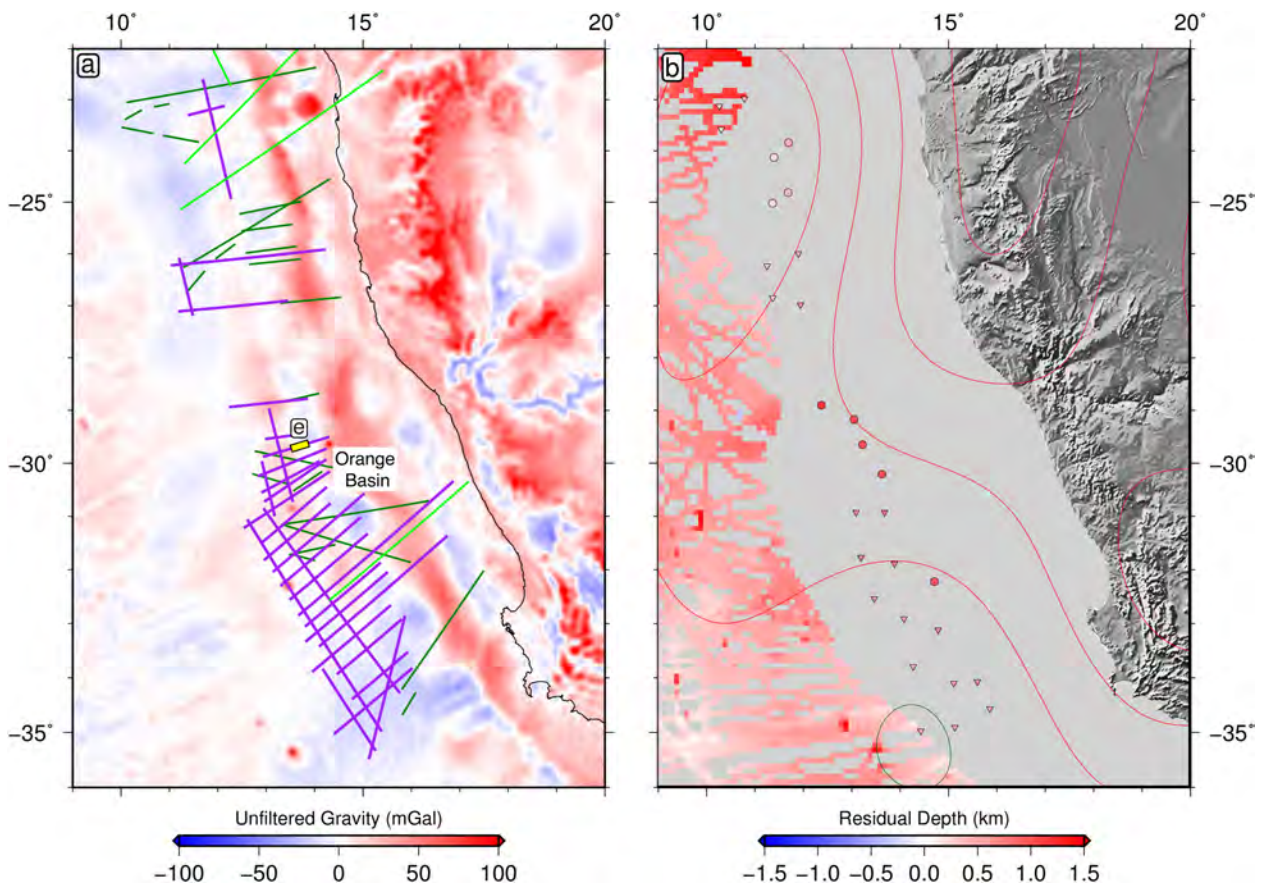 10˚ 15˚ 20˚ 10˚ 15˚ 20˚
a b
−25˚ −25˚
e
−30˚ −30˚
Orange
Basin
−35˚ −35˚
Unfiltered Gravity (mGal) Residual Depth (km)
−100 −50 0 50 100 −1.5 −1.0 −0.5 0.0 0.5 1.0 1.5